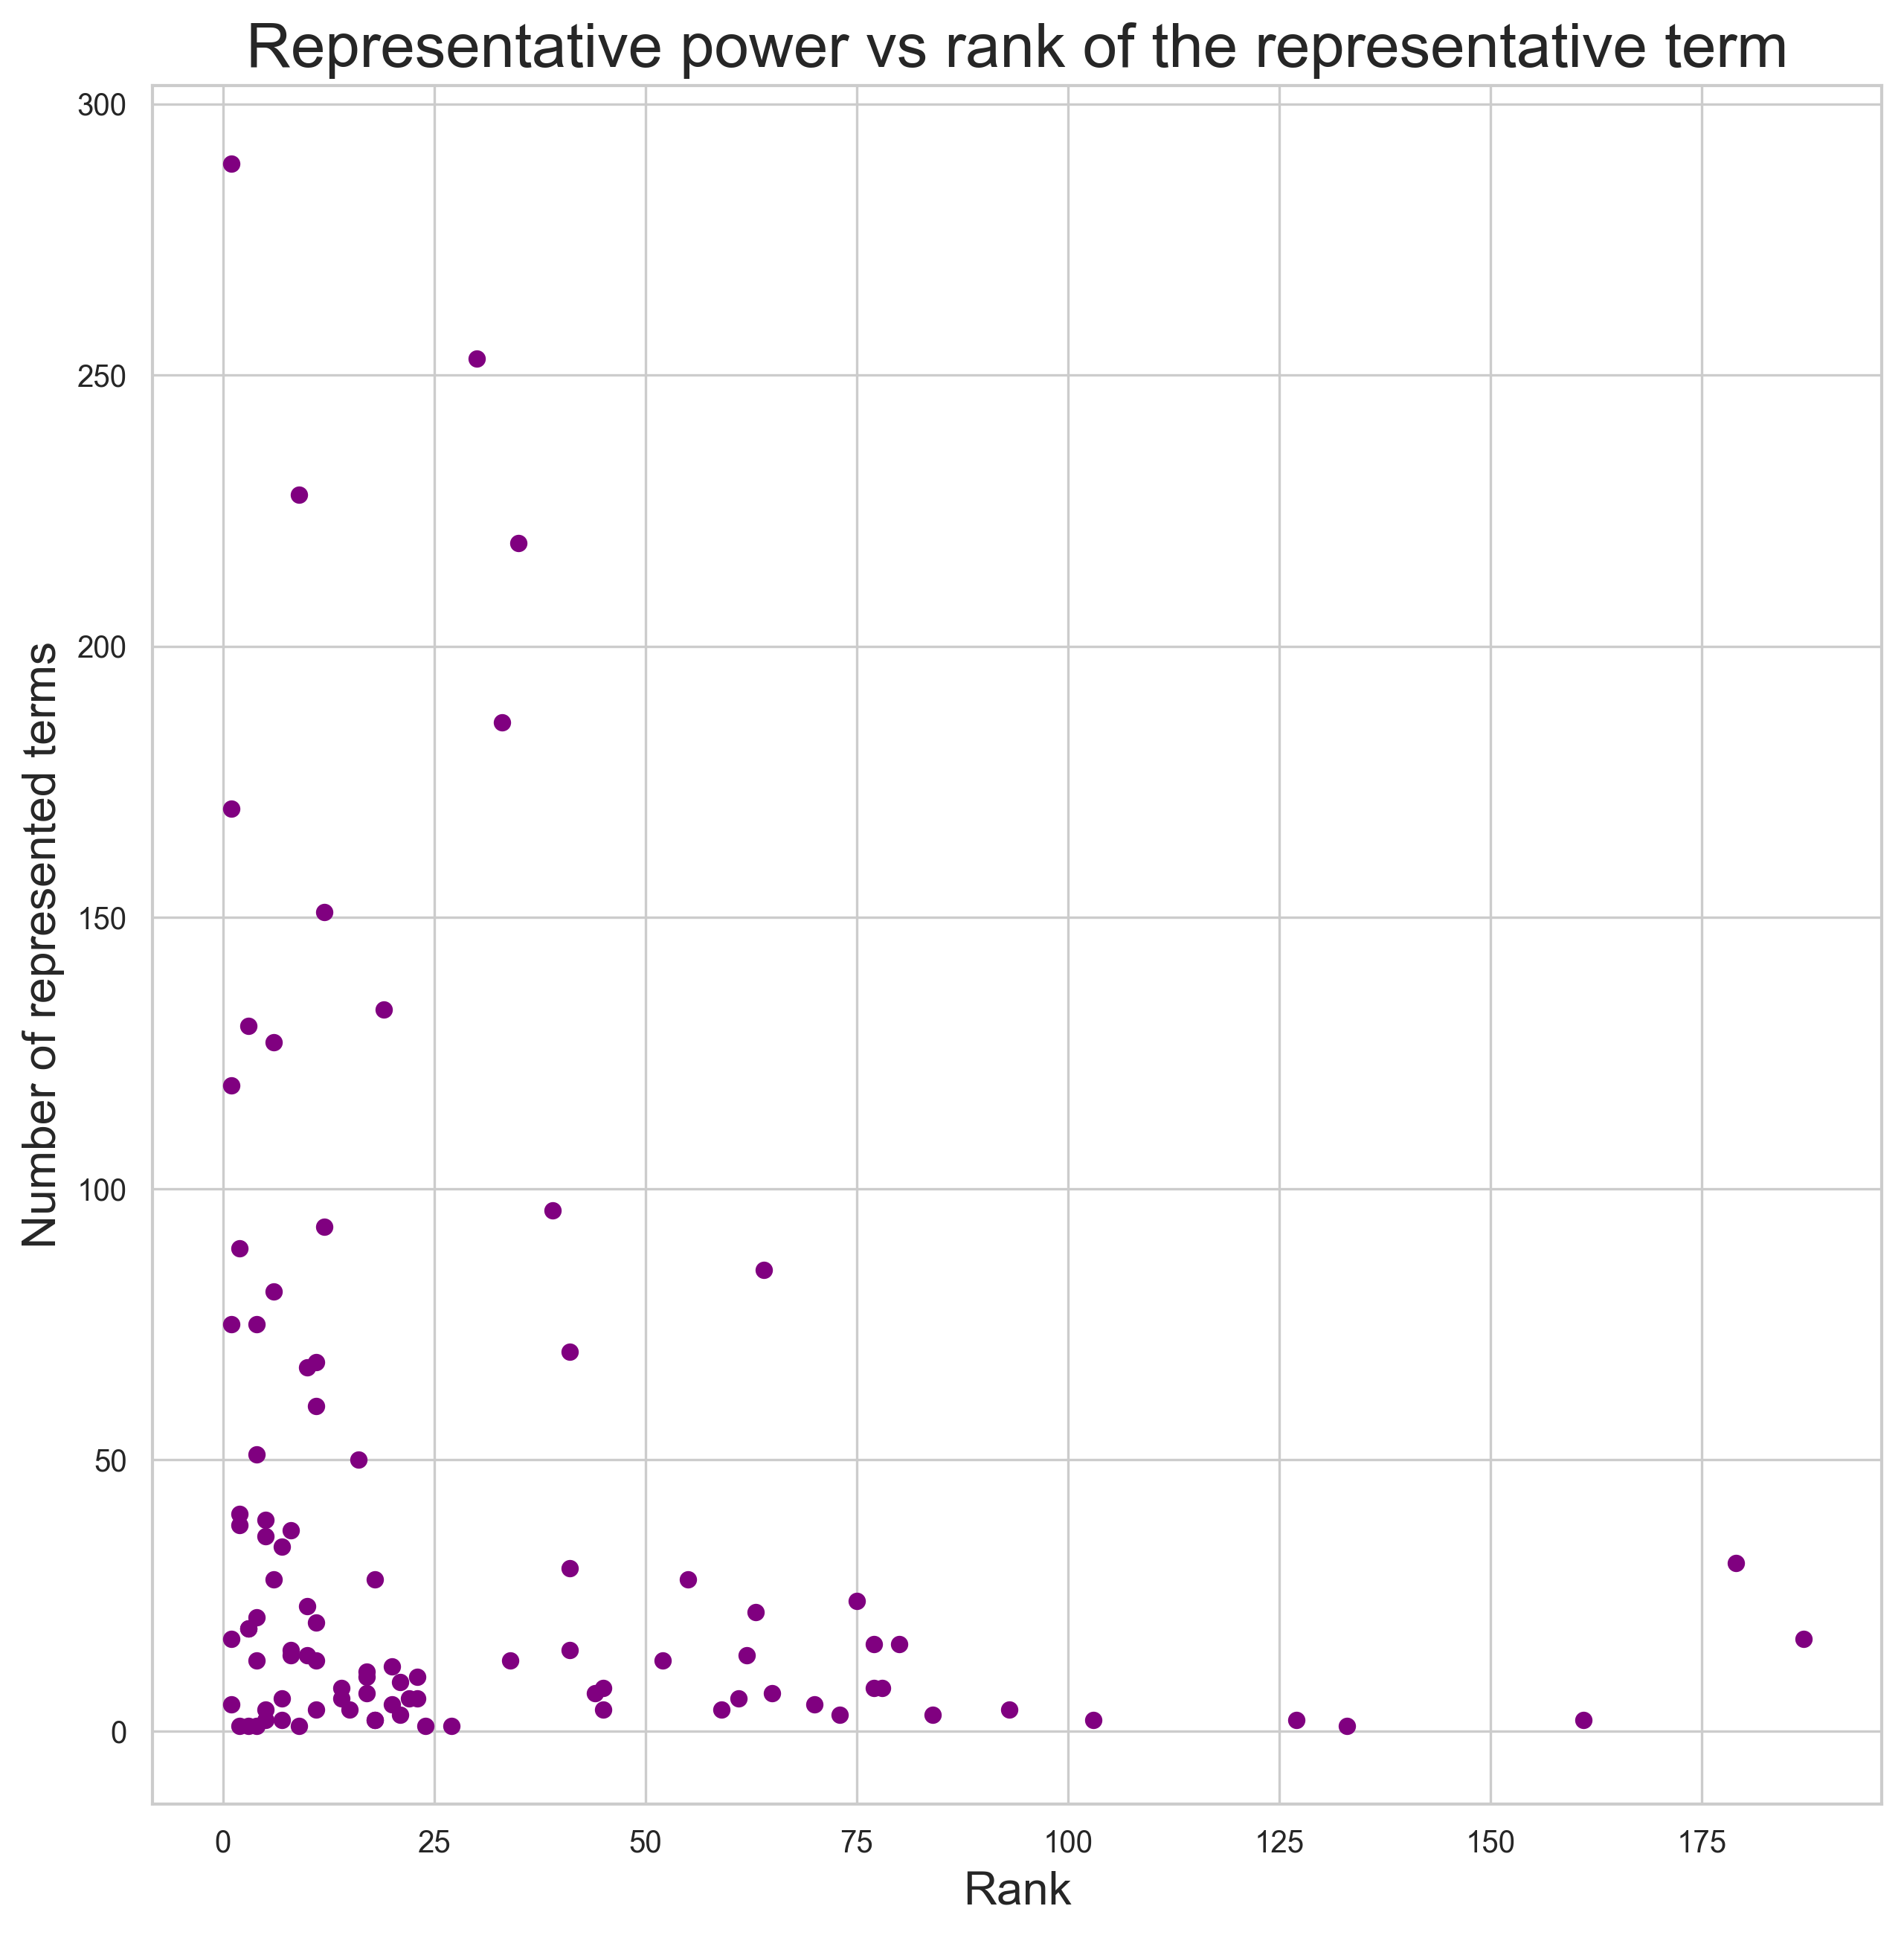 Representative power vs rank of the representative term
300
250
200
150
100
50
0
Number of represented terms
0 25 50 75 100 125 150 175
Rank